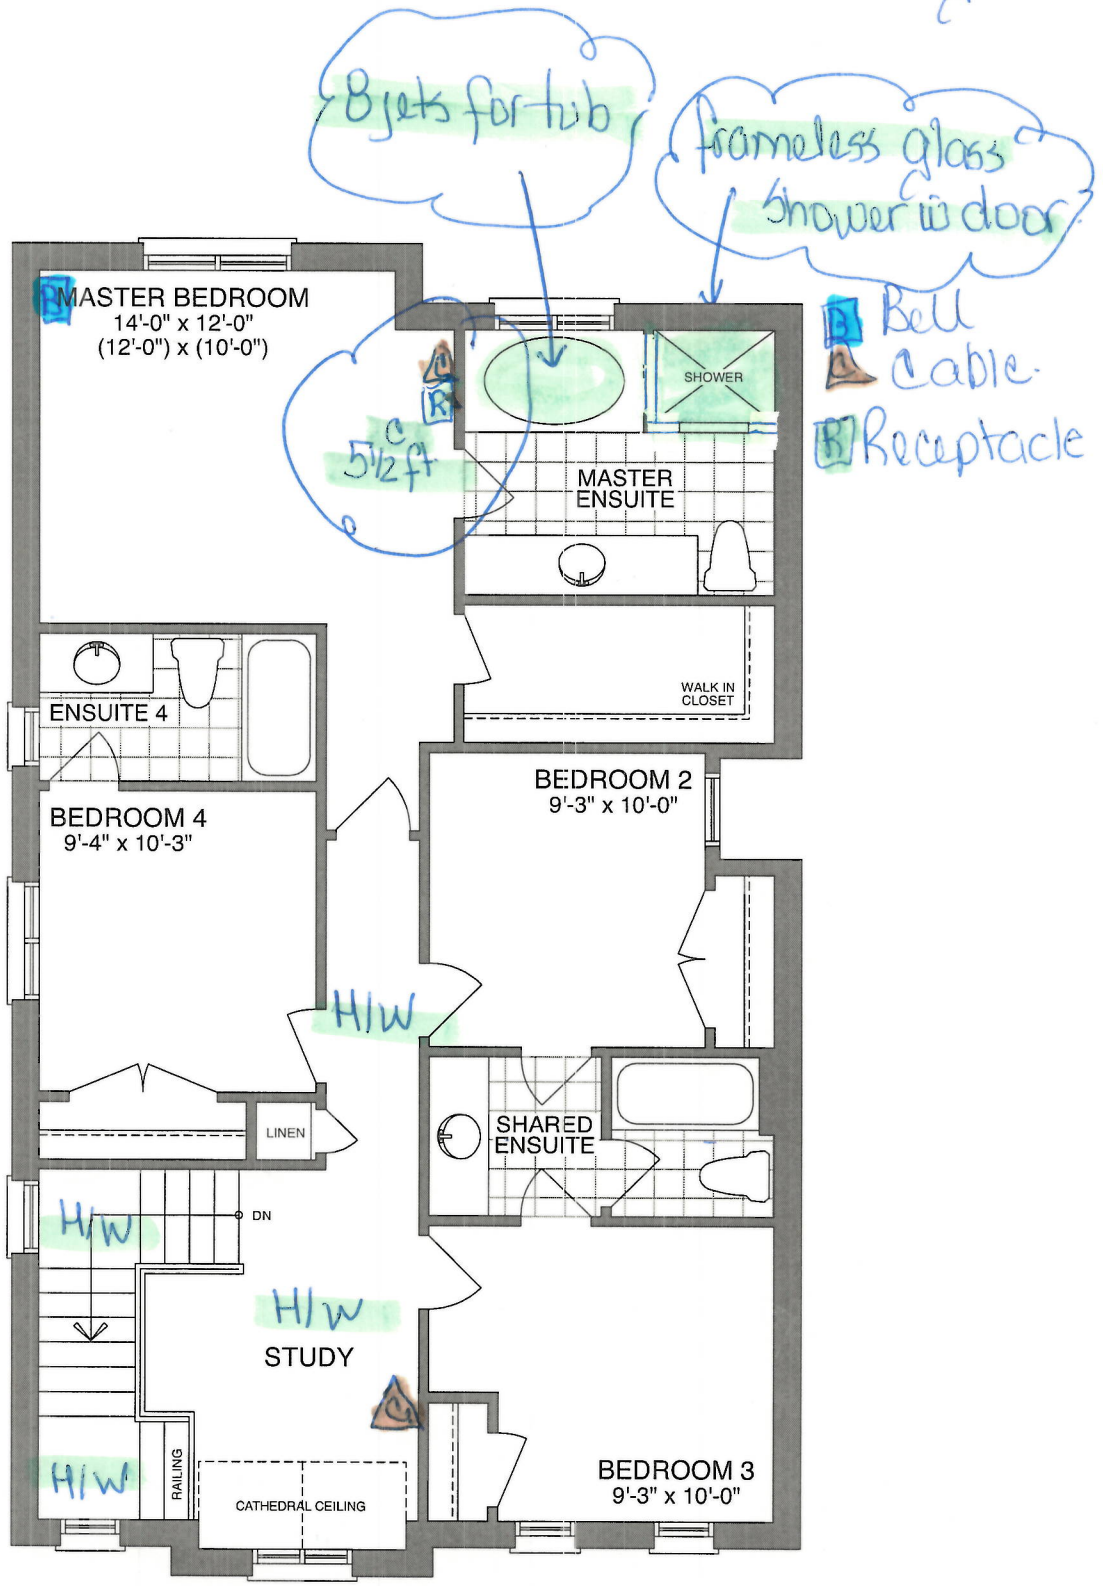 8 jets for tub
frameless glass
Shower w door
B
MASTER BEDROOM
14'-0" x 12'-0"
(12'-0") x (10'-0")
B Bell
C Cable.
R Receptacle
C
R
C
5 1/2 ft
SHOWER
MASTER
ENSUITE
WALK IN
CLOSET
ENSUITE 4
BEDROOM 2
9'-3" x 10'-0"
BEDROOM 4
9'-4" x 10'-3"
H/W
LINEN
SHARED
ENSUITE
H/W
DN
H/W
STUDY
C
H/W
RAILING
CATHEDRAL CEILING
BEDROOM 3
9'-3" x 10'-0"